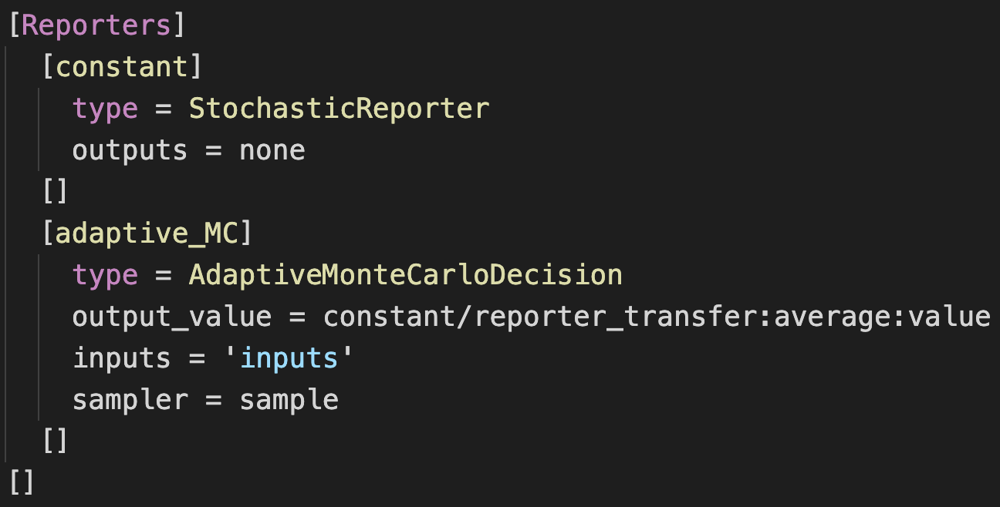 [Reporters]
  [constant]
    type = StochasticReporter
    outputs = none
  []
  [adaptive_MC]
    type = AdaptiveMonteCarloDecision
    output_value = constant/reporter_transfer:average:value
    inputs = 'inputs'
    sampler = sample
  []
[]